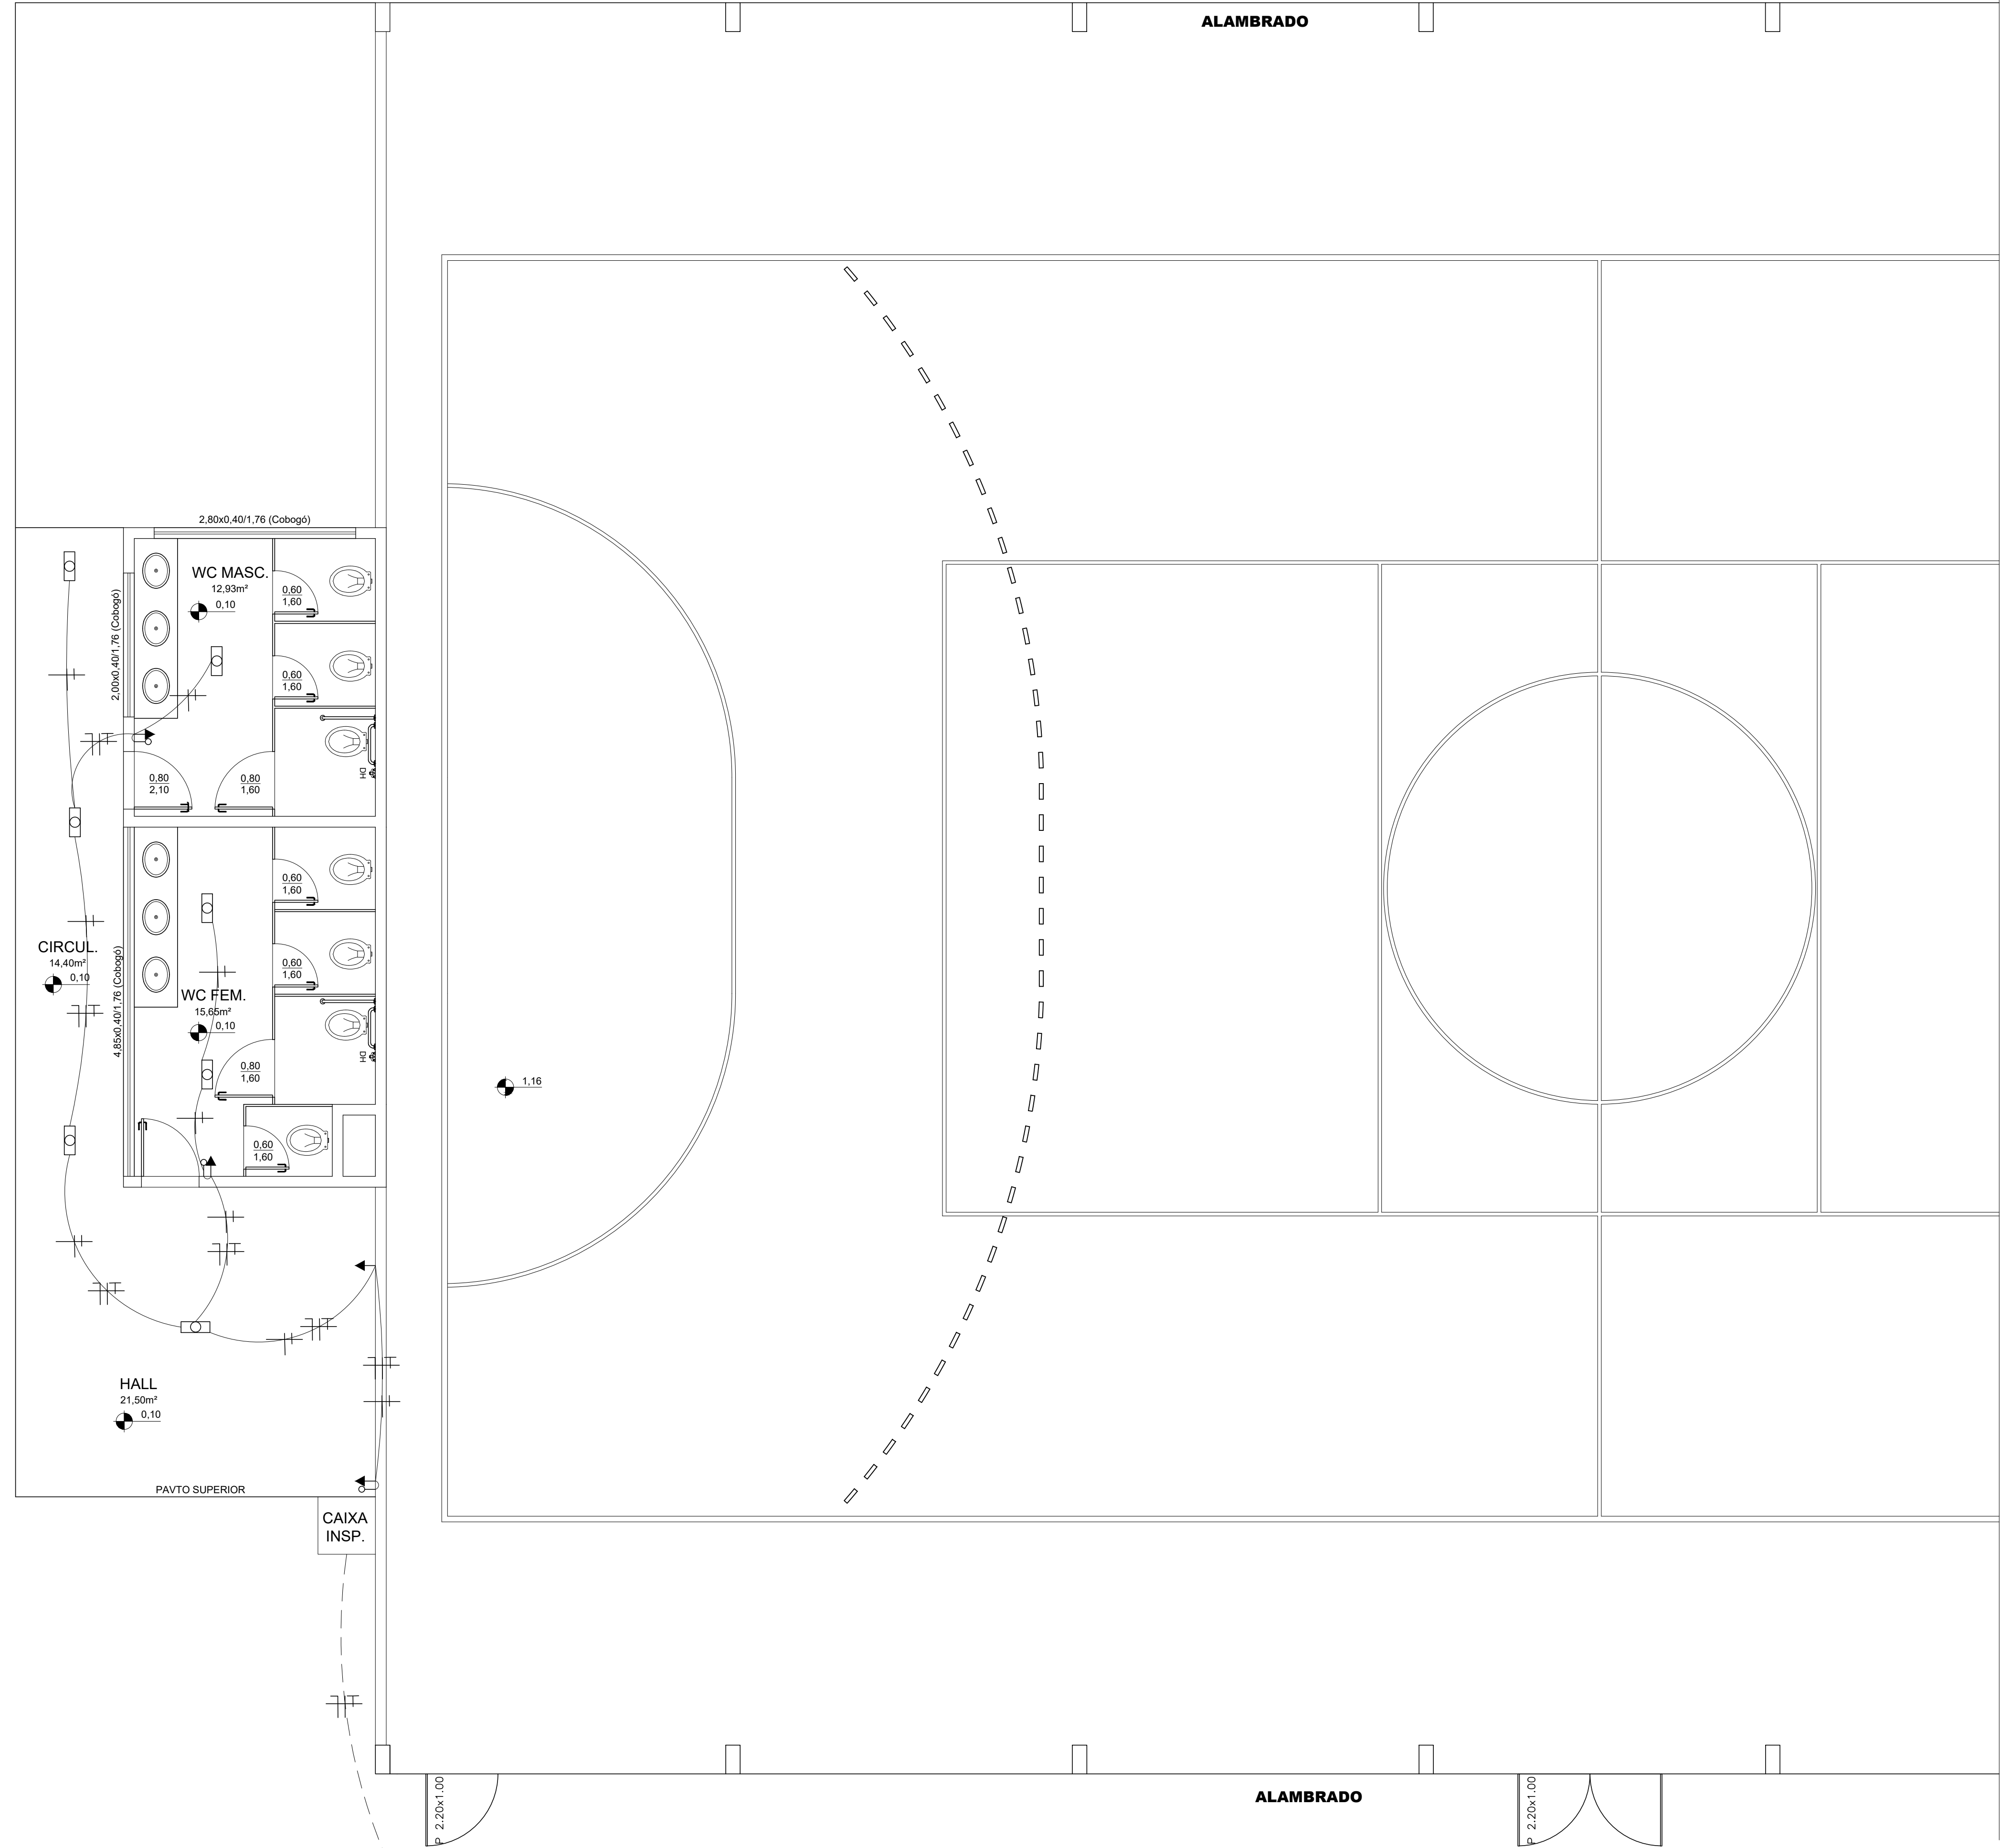 ALAMBRADO
2,80x0,40/1,76 (Cobogó)
WC MASC.
12,93m²
0,10
0,60
1,60
2,00x0,40/1,76 (Cobogó)
0,60
1,60
DH
0,80
2,10
0,80
1,60
0,60
1,60
CIRCUL.
14,40m²
0,10
4,85x0,40/1,76 (Cobogó)
0,60
1,60
WC FEM.
15,65m²
0,10
DH
0,80
1,60
1,16
0,60
1,60
T
T
T
T
T
T
HALL
21,50m²
0,10
PAVTO SUPERIOR
CAIXA
INSP.
T
P 2.20x1.00
ALAMBRADO
P 2.20x1.00